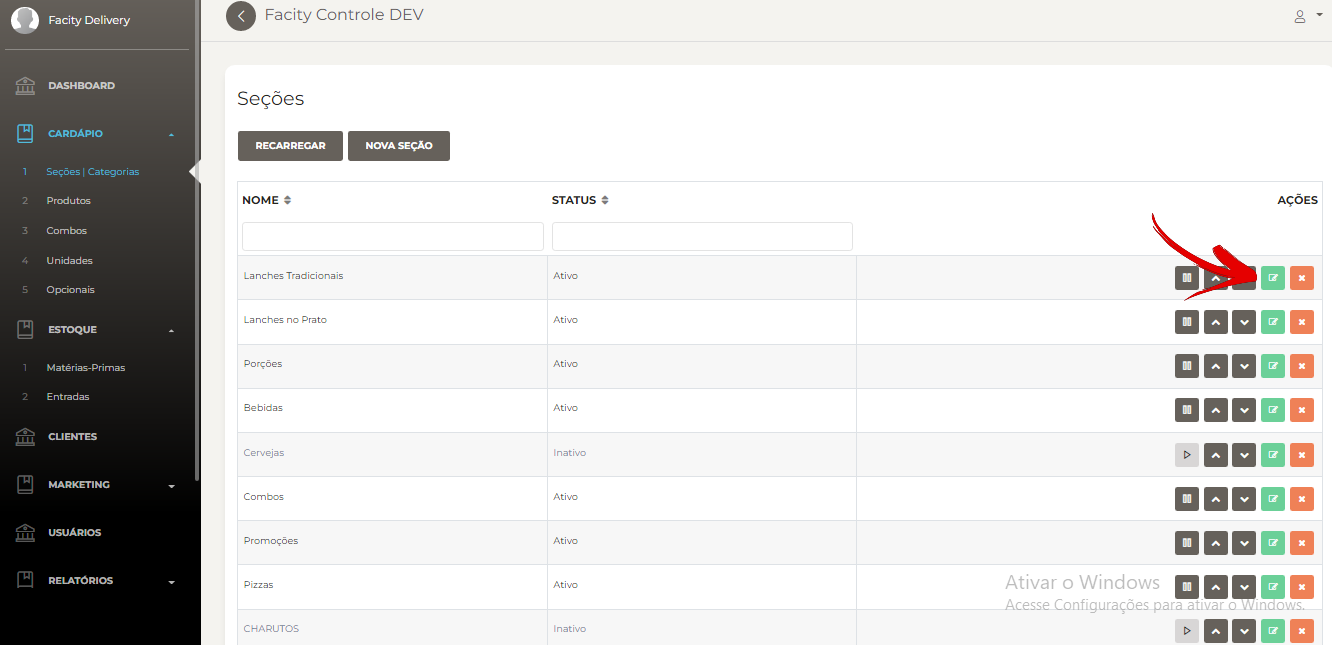 Facity Delivery
Facity Controle DEV
DASHBOARD
CARDÁPIO
1 Seções | Categorias
2 Produtos
3 Combos
4 Unidades
5 Opcionais
ESTOQUE
1 Matérias-Primas
2 Entradas
CLIENTES
MARKETING
USUÁRIOS
RELATÓRIOS
Seções
RECARREGAR NOVA SEÇÃO
NOME STATUS AÇÕES
Lanches Tradicionais Ativo
Lanches no Prato Ativo
Porções Ativo
Bebidas Ativo
Cervejas Inativo
Combos Ativo
Promoções Ativo
Pizzas Ativo
CHARUTOS Inativo
Ativar o Windows
Acesse Configurações para ativar o Windows.